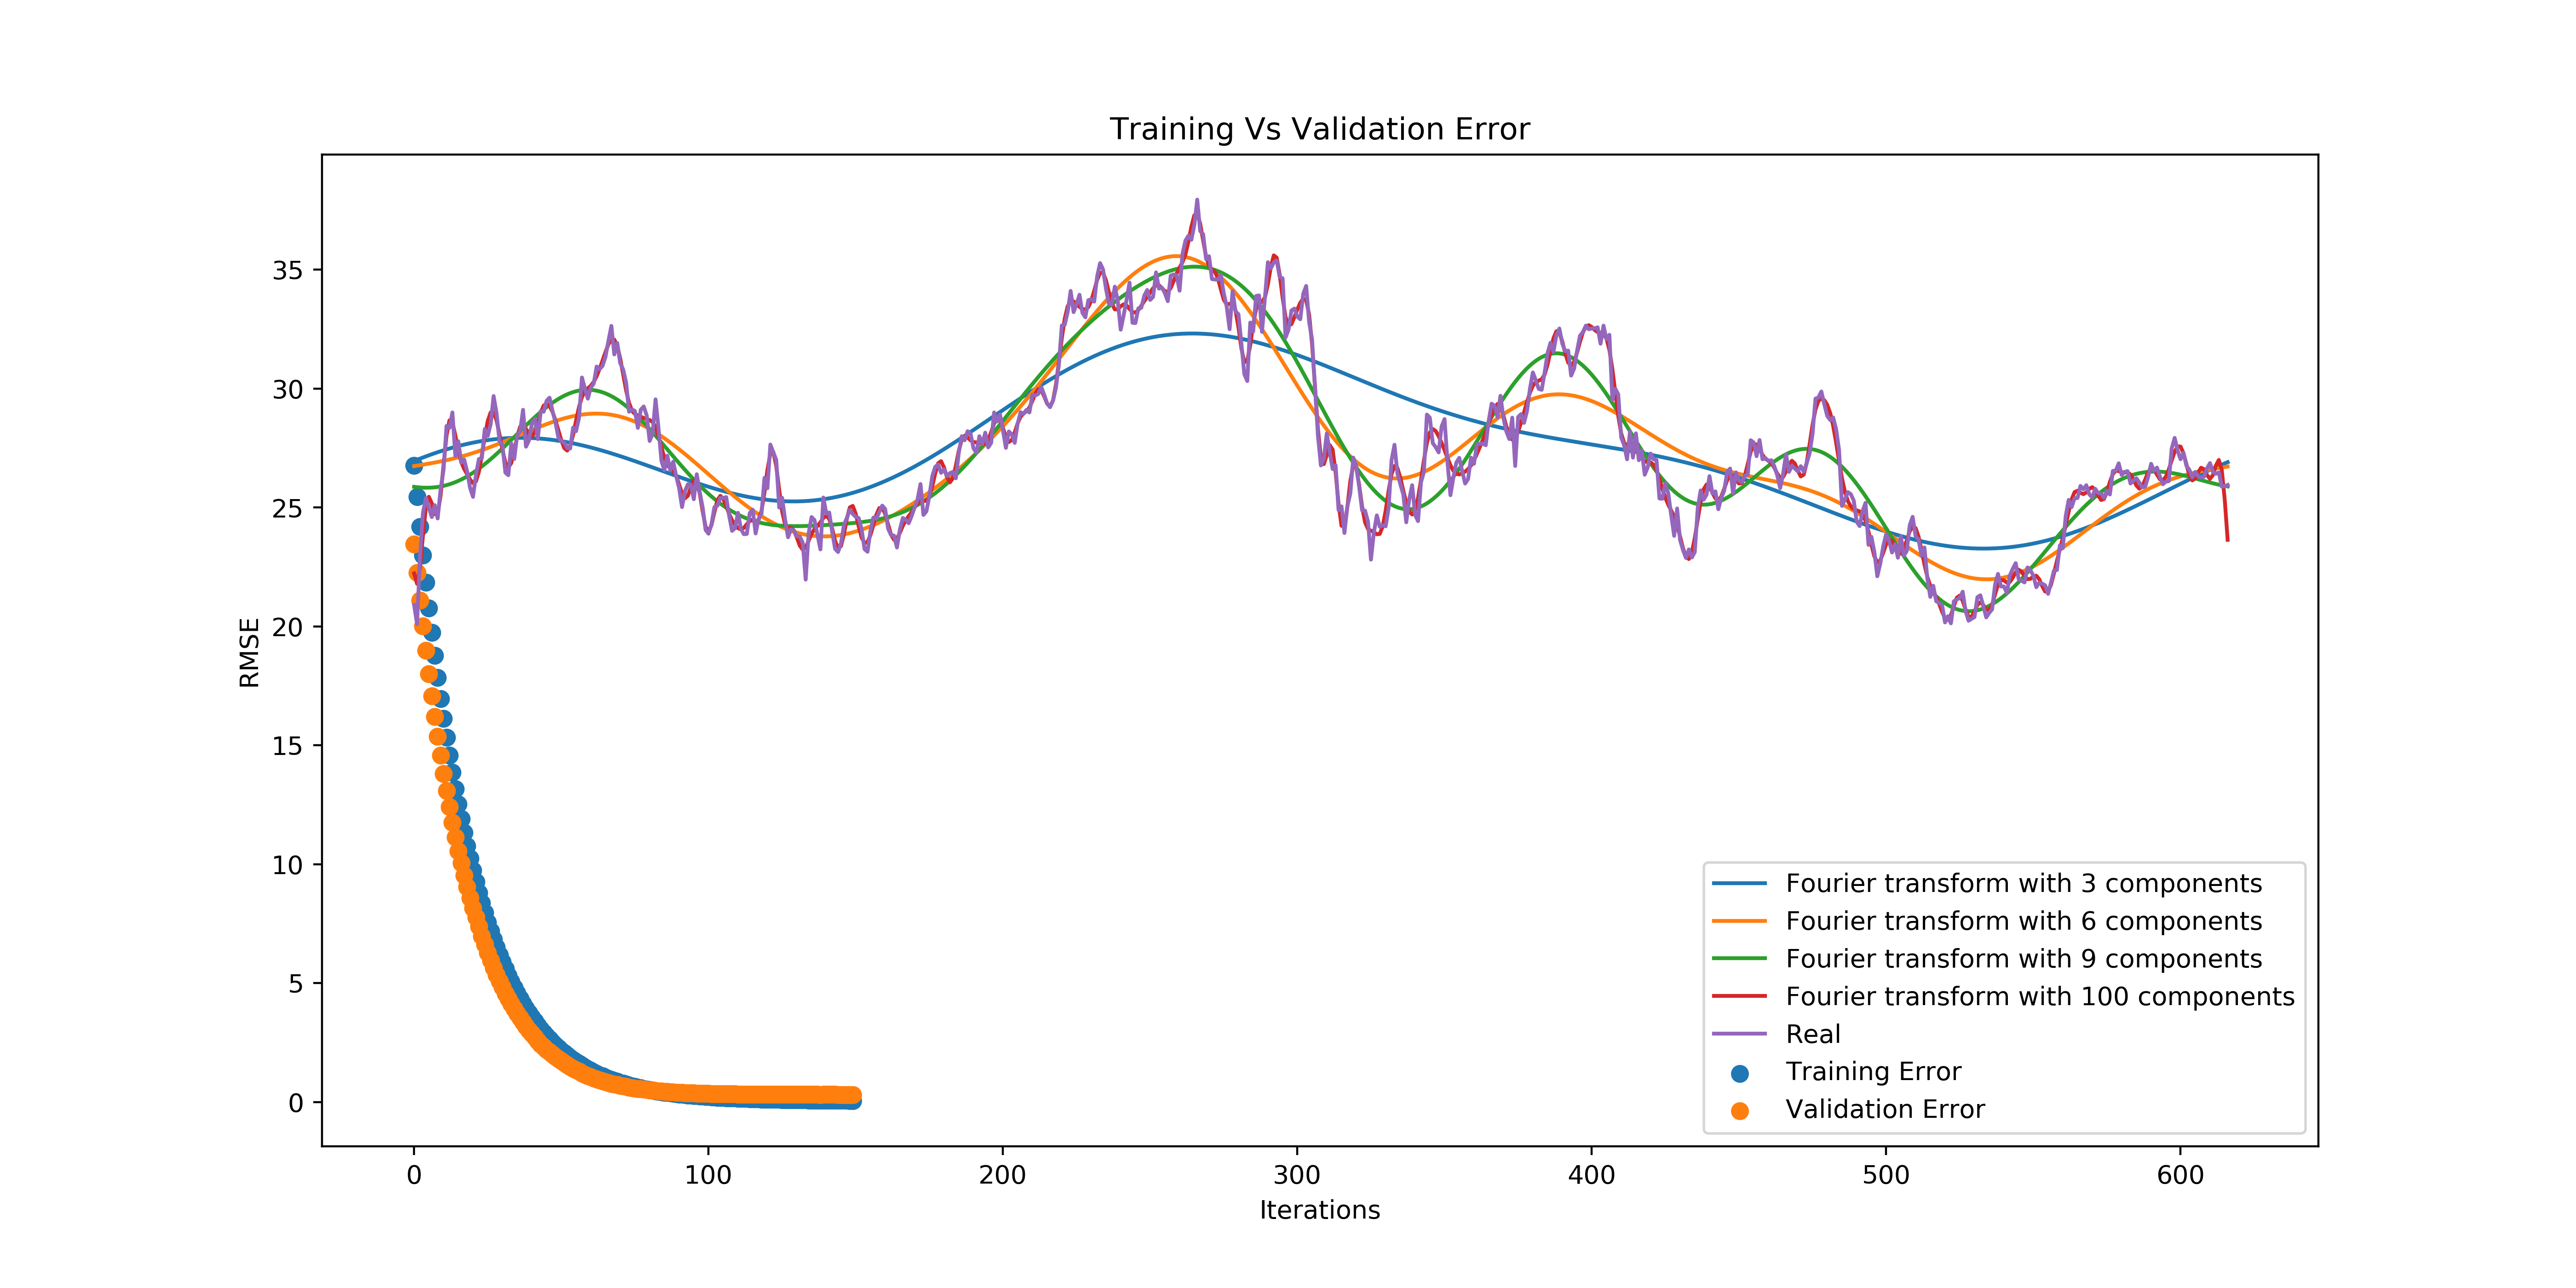 Training Vs Validation Error
35
30
25
20
15
10
5
0
RMSE
0 100 200 300 400 500 600
Iterations
Fourier transform with 3 components
Fourier transform with 6 components
Fourier transform with 9 components
Fourier transform with 100 components
Real
Training Error
Validation Error